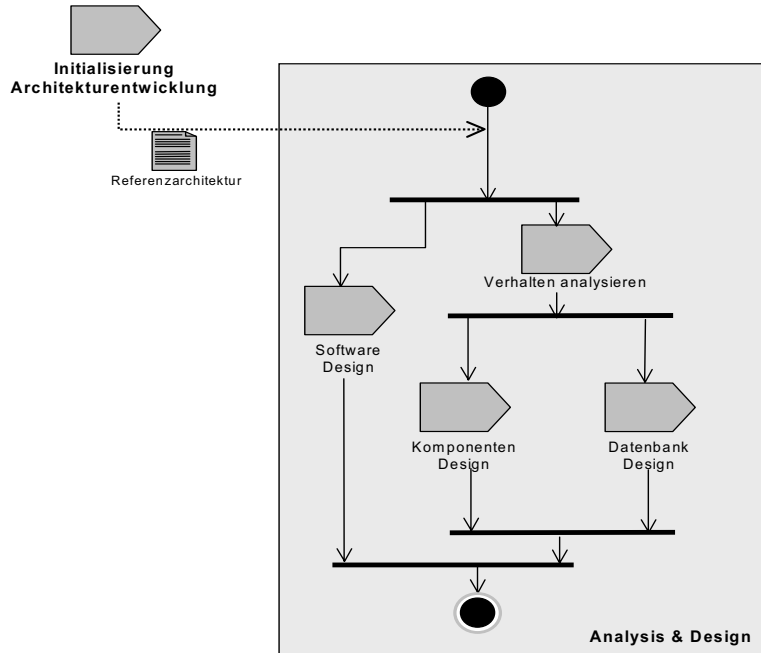 Initialisierung
Architekturentwicklung
Referenzarchitektur
Verhalten analysieren
Software
Design
Komponenten
Design
Datenbank
Design
Analysis & Design